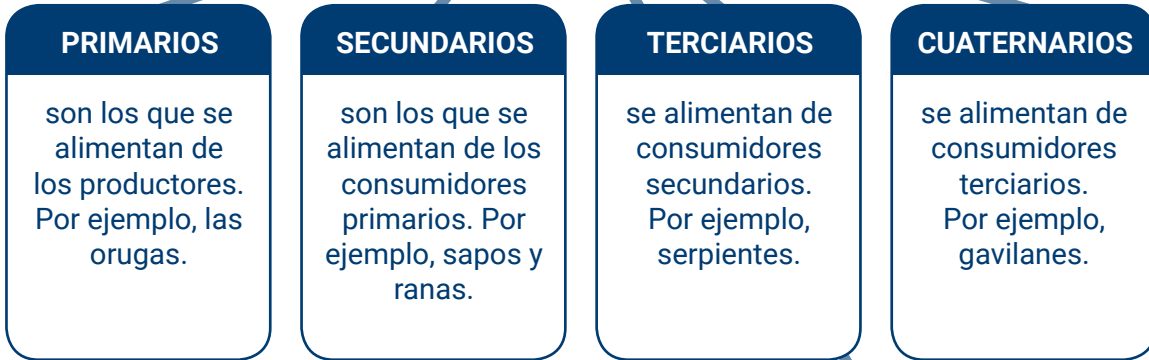 PRIMARIOS
son los que se
alimentan de
los productores.
Por ejemplo, las
orugas.
SECUNDARIOS
son los que se
alimentan de los
consumidores
primarios. Por
ejemplo, sapos y
ranas.
TERCIARIOS
se alimentan de
consumidores
secundarios.
Por ejemplo,
serpientes.
CUATERNARIOS
se alimentan de
consumidores
terciarios.
Por ejemplo,
gavilanes.